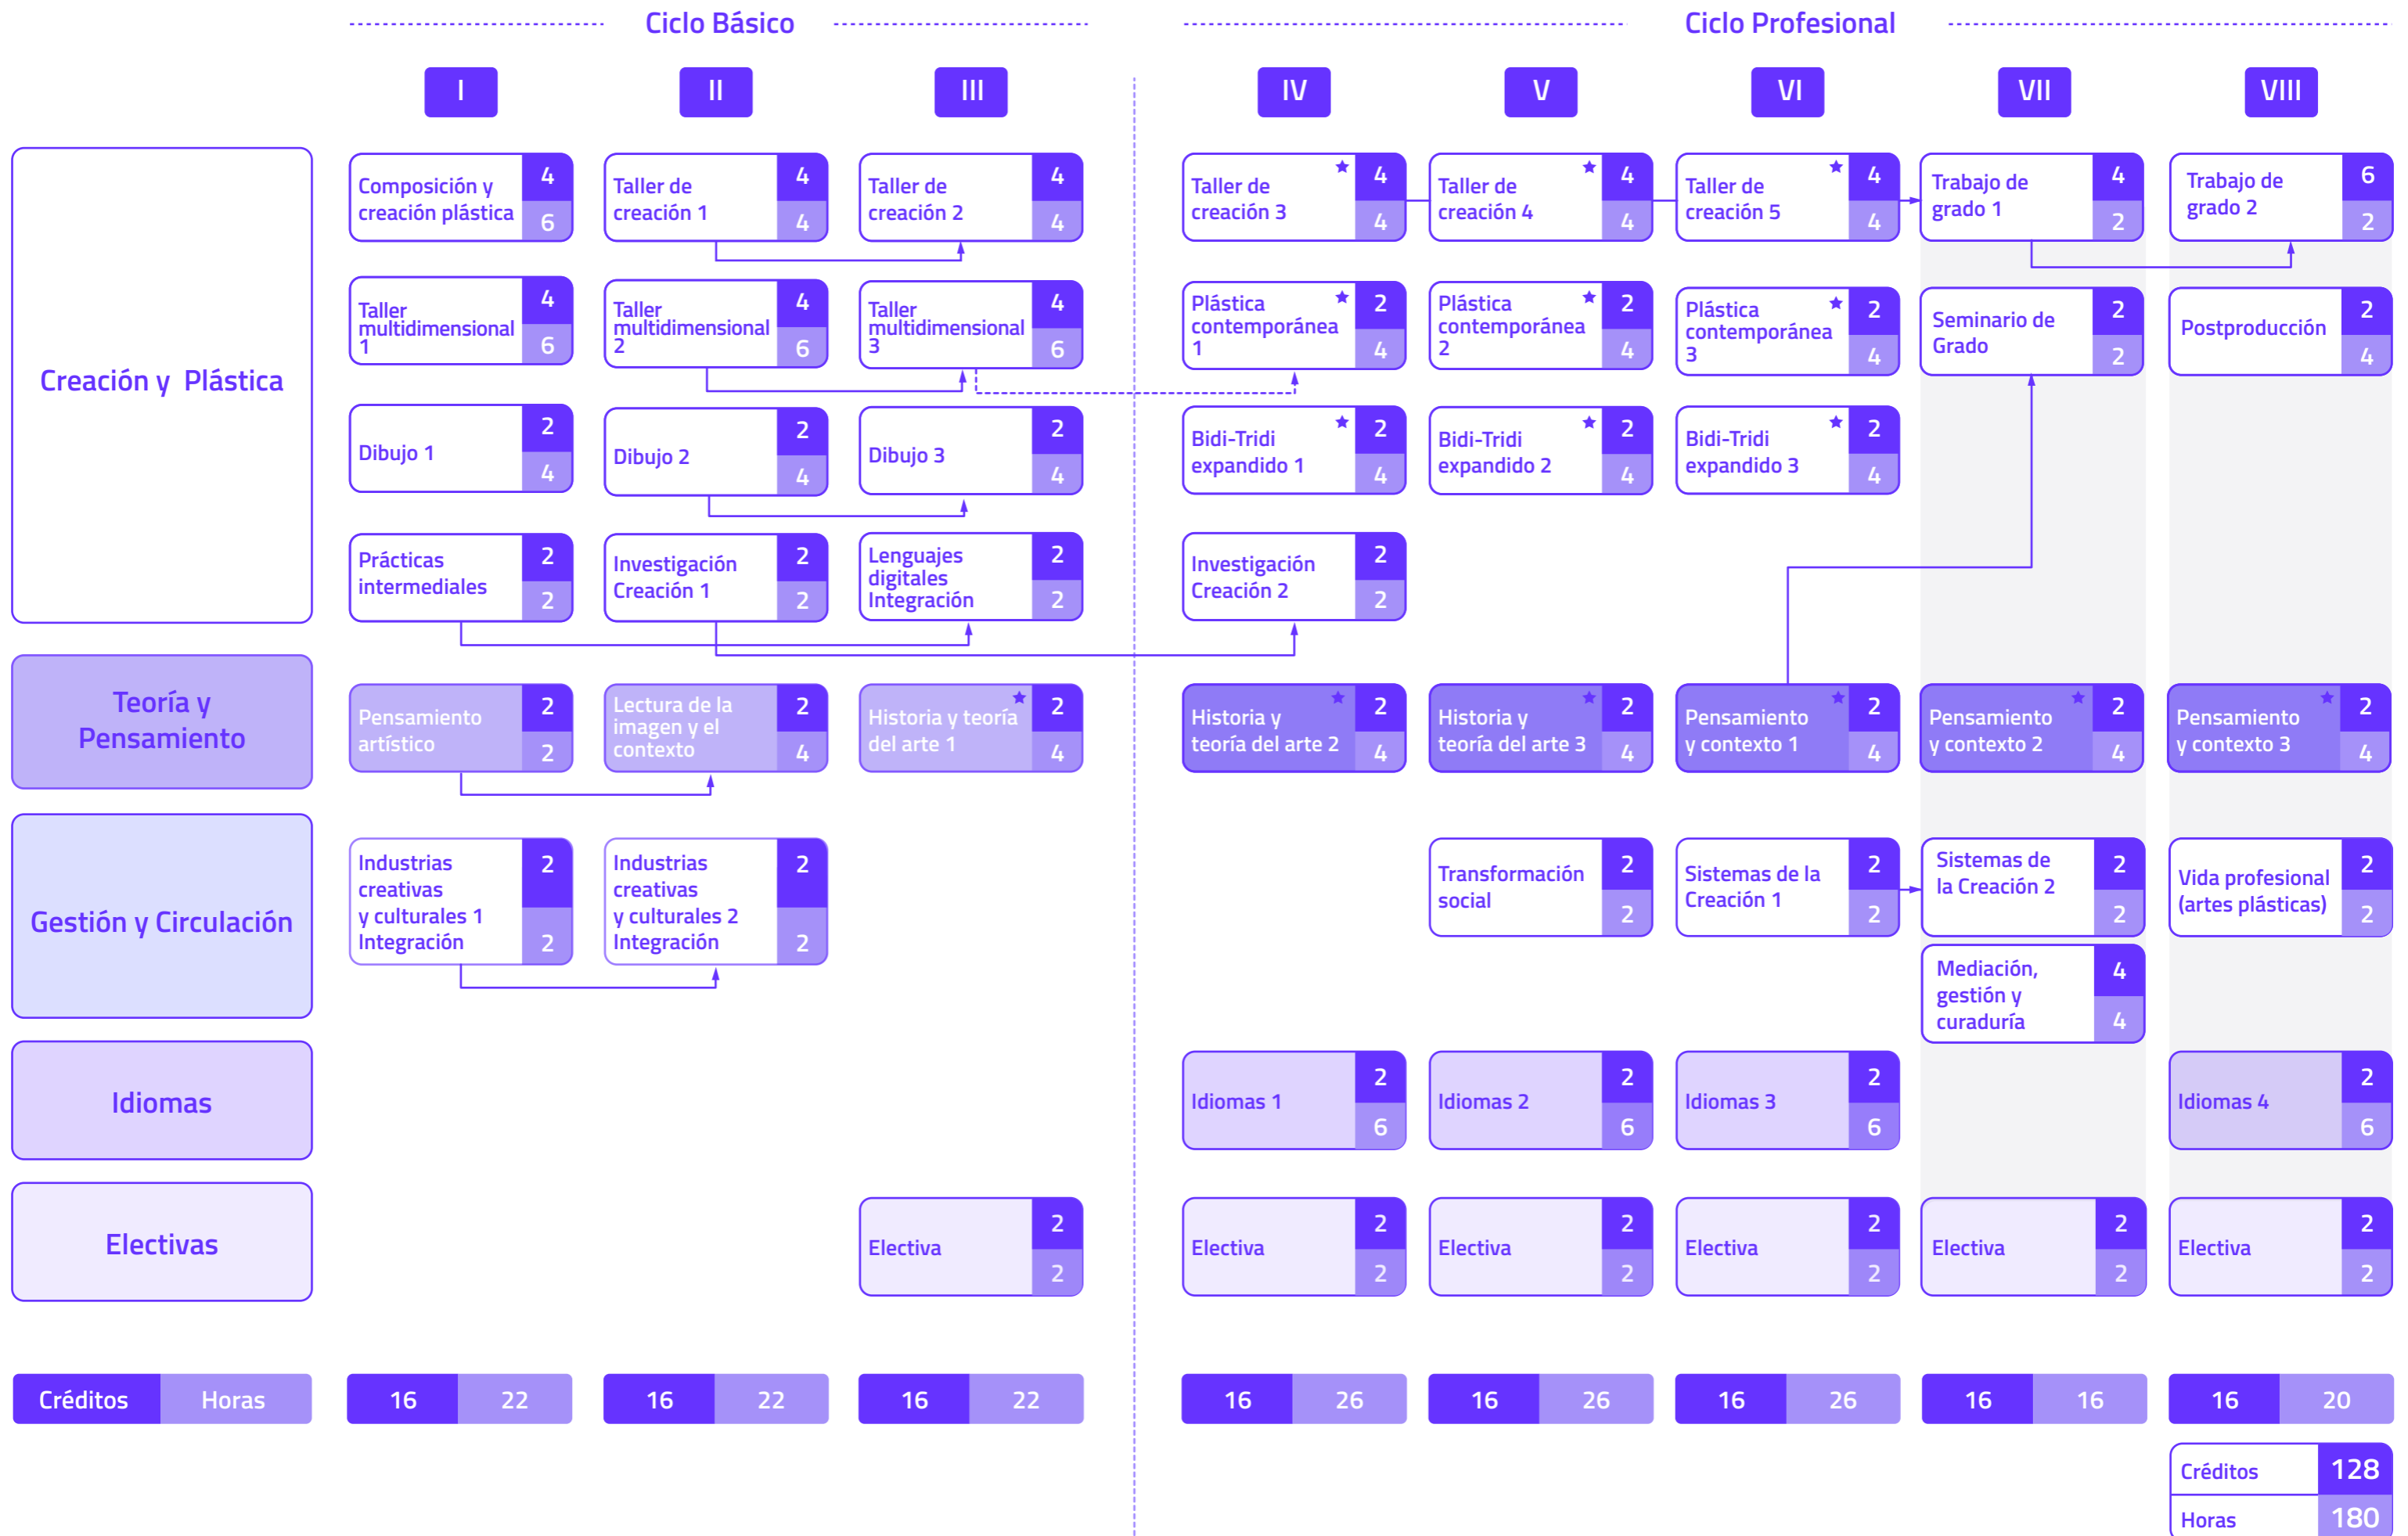 Ciclo Básico
Ciclo Profesional
I
II
III
IV
V
VI
VII
VIII
Creación y Plástica
Composición y
creación plástica
4
6
Taller de
creación 1
4
4
Taller de
creación 2
4
4
Taller de
creación 3
4
4
Taller de
creación 4
4
4
Taller de
creación 5
4
4
Trabajo de
grado 1
4
2
Trabajo de
grado 2
6
2
Taller
multidimensional
1
4
6
Taller
multidimensional
2
4
6
Taller
multidimensional
3
4
6
Plástica
contemporánea
1
2
4
Plástica
contemporánea
2
2
4
Plástica
contemporánea
3
2
4
Seminario de
Grado
2
2
Postproducción
2
4
Dibujo 1
2
4
Dibujo 2
2
4
Dibujo 3
2
4
Bidi-Tridi
expandido 1
2
4
Bidi-Tridi
expandido 2
2
4
Bidi-Tridi
expandido 3
2
4
Prácticas
intermediales
2
2
Investigación
Creación 1
2
2
Lenguajes
digitales
Integración
2
2
Investigación
Creación 2
2
2
Teoría y
Pensamiento
Pensamiento
artístico
2
2
Lectura de la
imagen y el
contexto
2
4
Historia y teoría
del arte 1
2
4
Historia y
teoría del arte 2
2
4
Historia y
teoría del arte 3
2
4
Pensamiento
y contexto 1
2
4
Pensamiento
y contexto 2
2
4
Pensamiento
y contexto 3
2
4
Gestión y Circulación
Industrias
creativas
y culturales 1
Integración
2
2
Industrias
creativas
y culturales 2
Integración
2
2
Transformación
social
2
2
Sistemas de la
Creación 1
2
2
Sistemas de
la Creación 2
2
2
Vida profesional
(artes plásticas)
2
2
Mediación,
gestión y
curaduría
4
4
Idiomas
Idiomas 1
2
6
Idiomas 2
2
6
Idiomas 3
2
6
Idiomas 4
2
6
Electivas
Electiva
2
2
Electiva
2
2
Electiva
2
2
Electiva
2
2
Electiva
2
2
Electiva
2
2
Créditos Horas
16 22
16 22
16 22
16 26
16 26
16 26
16 16
16 20
Créditos 128
Horas 180